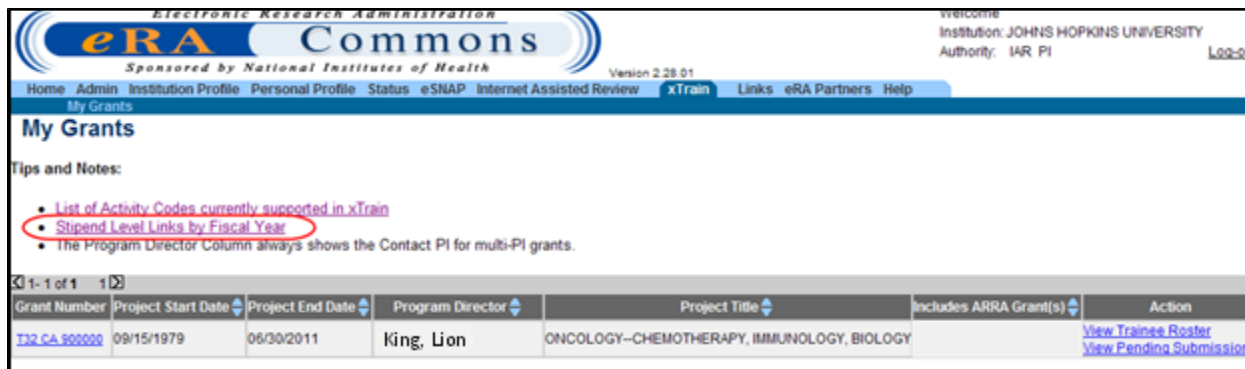 Electronic Research Administration
eRA Commons
Sponsored by National Institutes of Health
Version 2.28.01
Welcome
Institution: JOHNS HOPKINS UNIVERSITY
Authority: IAR PI
Log-o
Home Admin Institution Profile Personal Profile Status eSNAP Internet Assisted Review xTrain Links eRA Partners Help
My Grants
My Grants
Tips and Notes:
• List of Activity Codes currently supported in xTrain
• Stipend Level Links by Fiscal Year
• The Program Director Column always shows the Contact PI for multi-PI grants.
1- 1 of 1 1
Grant Number Project Start Date Project End Date Program Director Project Title Includes ARRA Grant(s) Action
T32 CA 900000 09/15/1979 06/30/2011 King, Lion ONCOLOGY--CHEMOTHERAPY, IMMUNOLOGY, BIOLOGY View Trainee Roster
View Pending Submission